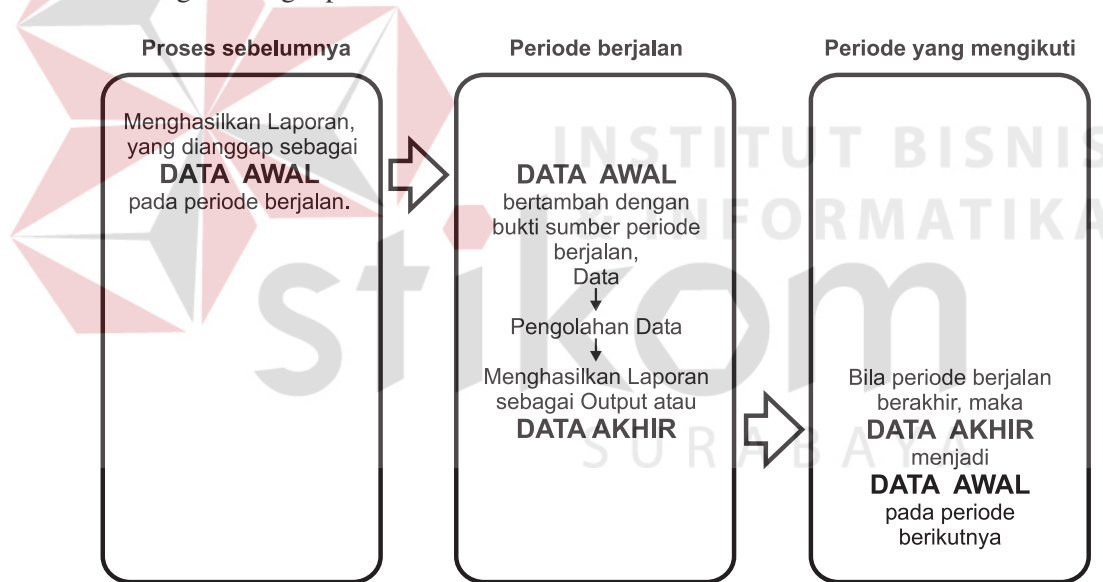 Proses sebelumnya
Menghasilkan Laporan,
yang dianggap sebagai
DATA AWAL
pada periode berjalan.
Periode berjalan
DATA AWAL
bertambah dengan
bukti sumber periode
berjalan,
Data
Pengolahan Data
Menghasilkan Laporan
sebagai Output atau
DATA AKHIR
Periode yang mengikuti
Bila periode berjalan
berakhir, maka
DATA AKHIR
menjadi
DATA AWAL
pada periode
berikutnya
INSTITUT BISNIS
& INFORMATIKA
stikom
SURABAYA